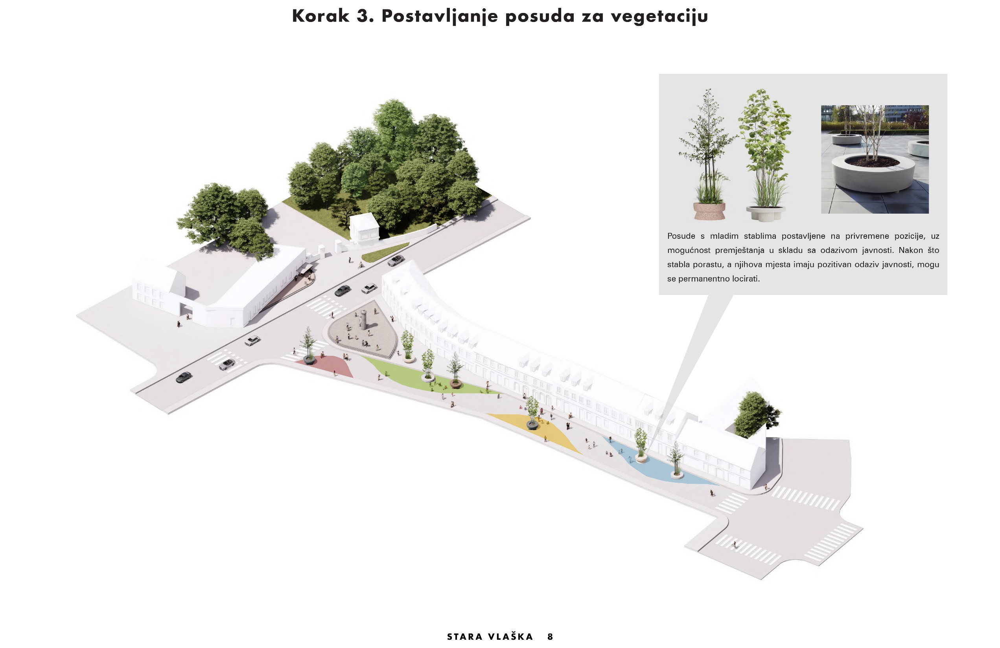 Korak 3. Postavljanje posuda za vegetaciju
Posude s mladim stablima postavljene na privremene pozicije, uz
mogućnost premještanja u skladu sa odazivom javnosti. Nakon što
stabla porastu, a njihova mjesta imaju pozitivan odaziv javnosti, mogu
se permanentno locirati.
STARA VLAŠKA 8